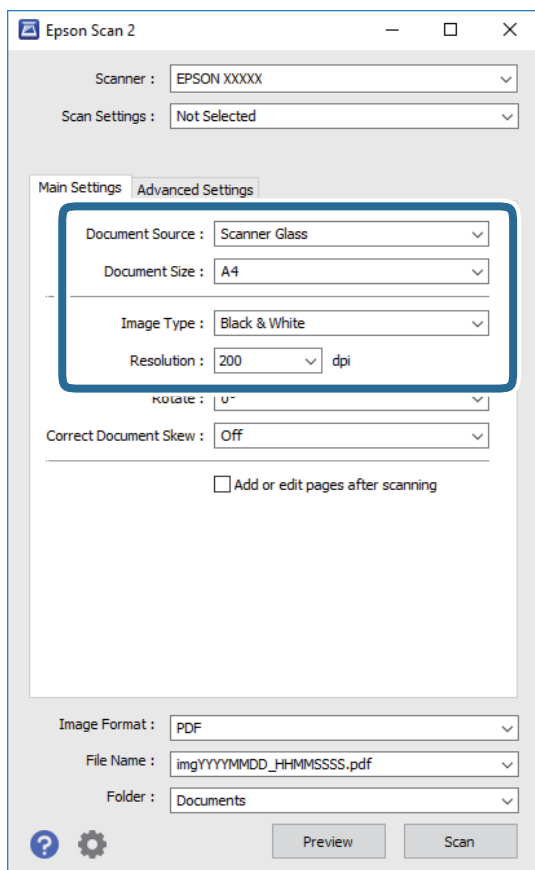 Epson Scan 2
Scanner : EPSON XXXXX
Scan Settings : Not Selected
Main Settings Advanced Settings
Document Source : Scanner Glass
Document Size : A4
Image Type : Black & White
Resolution : 200 dpi
Rotate : 0°
Correct Document Skew : Off
Add or edit pages after scanning
Image Format : PDF
File Name : imgYYYYMMDD_HHMMSSSS.pdf
Folder : Documents
? Preview Scan